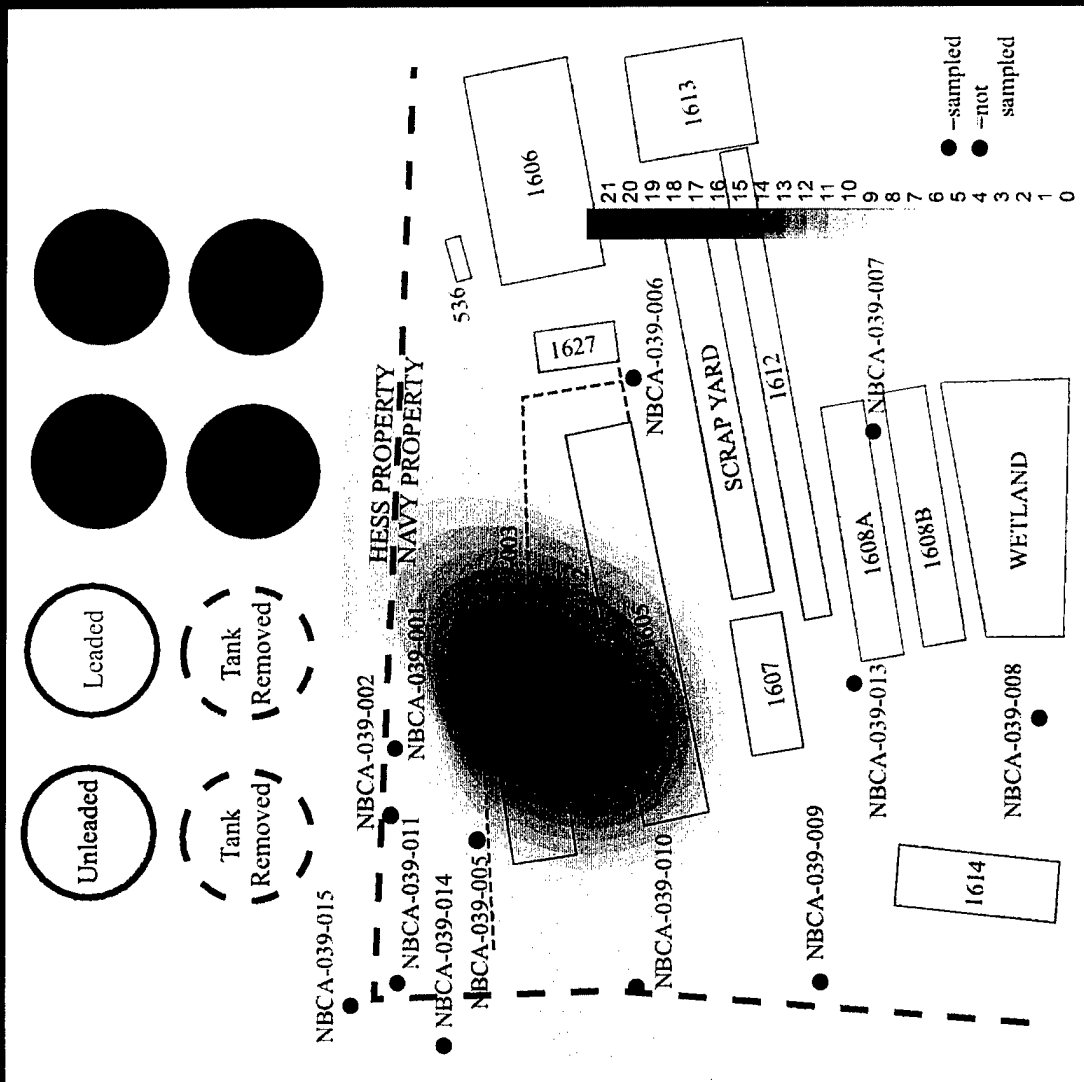 Unleaded
Leaded
Tank
Removed
Tank
Removed
NBCA-039-015
NBCA-039-002
HESS PROPERTY
NAVY PROPERTY
NBCA-039-011
NBCA-039-001
NBCA-039-014
NBCA-039-005
003
536
1606
1627
1613
605
NBCA-039-010
NBCA-039-006
SCRAP YARD
1612
1607
NBCA-039-009
NBCA-039-013
1608A
NBCA-039-007
1608B
1614
NBCA-039-008
WETLAND
21
20
19
18
17
16
15
14
13
12
11
10
9
8
7
6
5
4
3
2
1
0
-sampled
-not
sampled